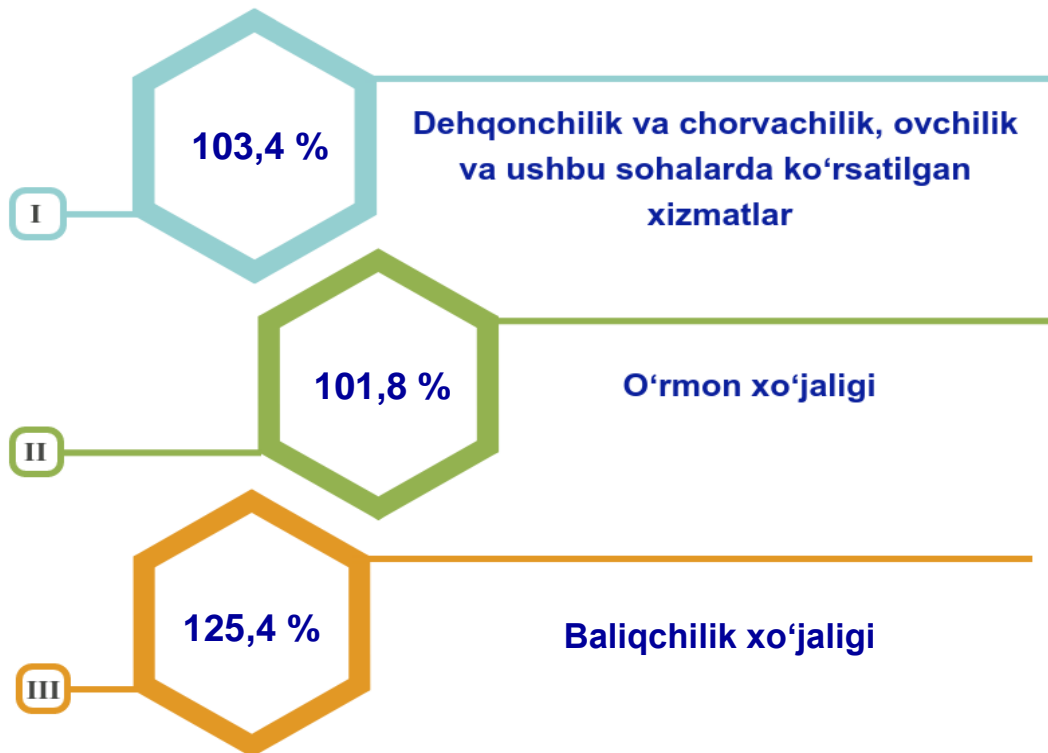 103,4 %
Dehqonchilik va chorvachilik, ovchilik
va ushbu sohalarda ko‘rsatilgan
xizmatlar
I
101,8 %
O‘rmon xo‘jaligi
II
125,4 %
Baliqchilik xo‘jaligi
III